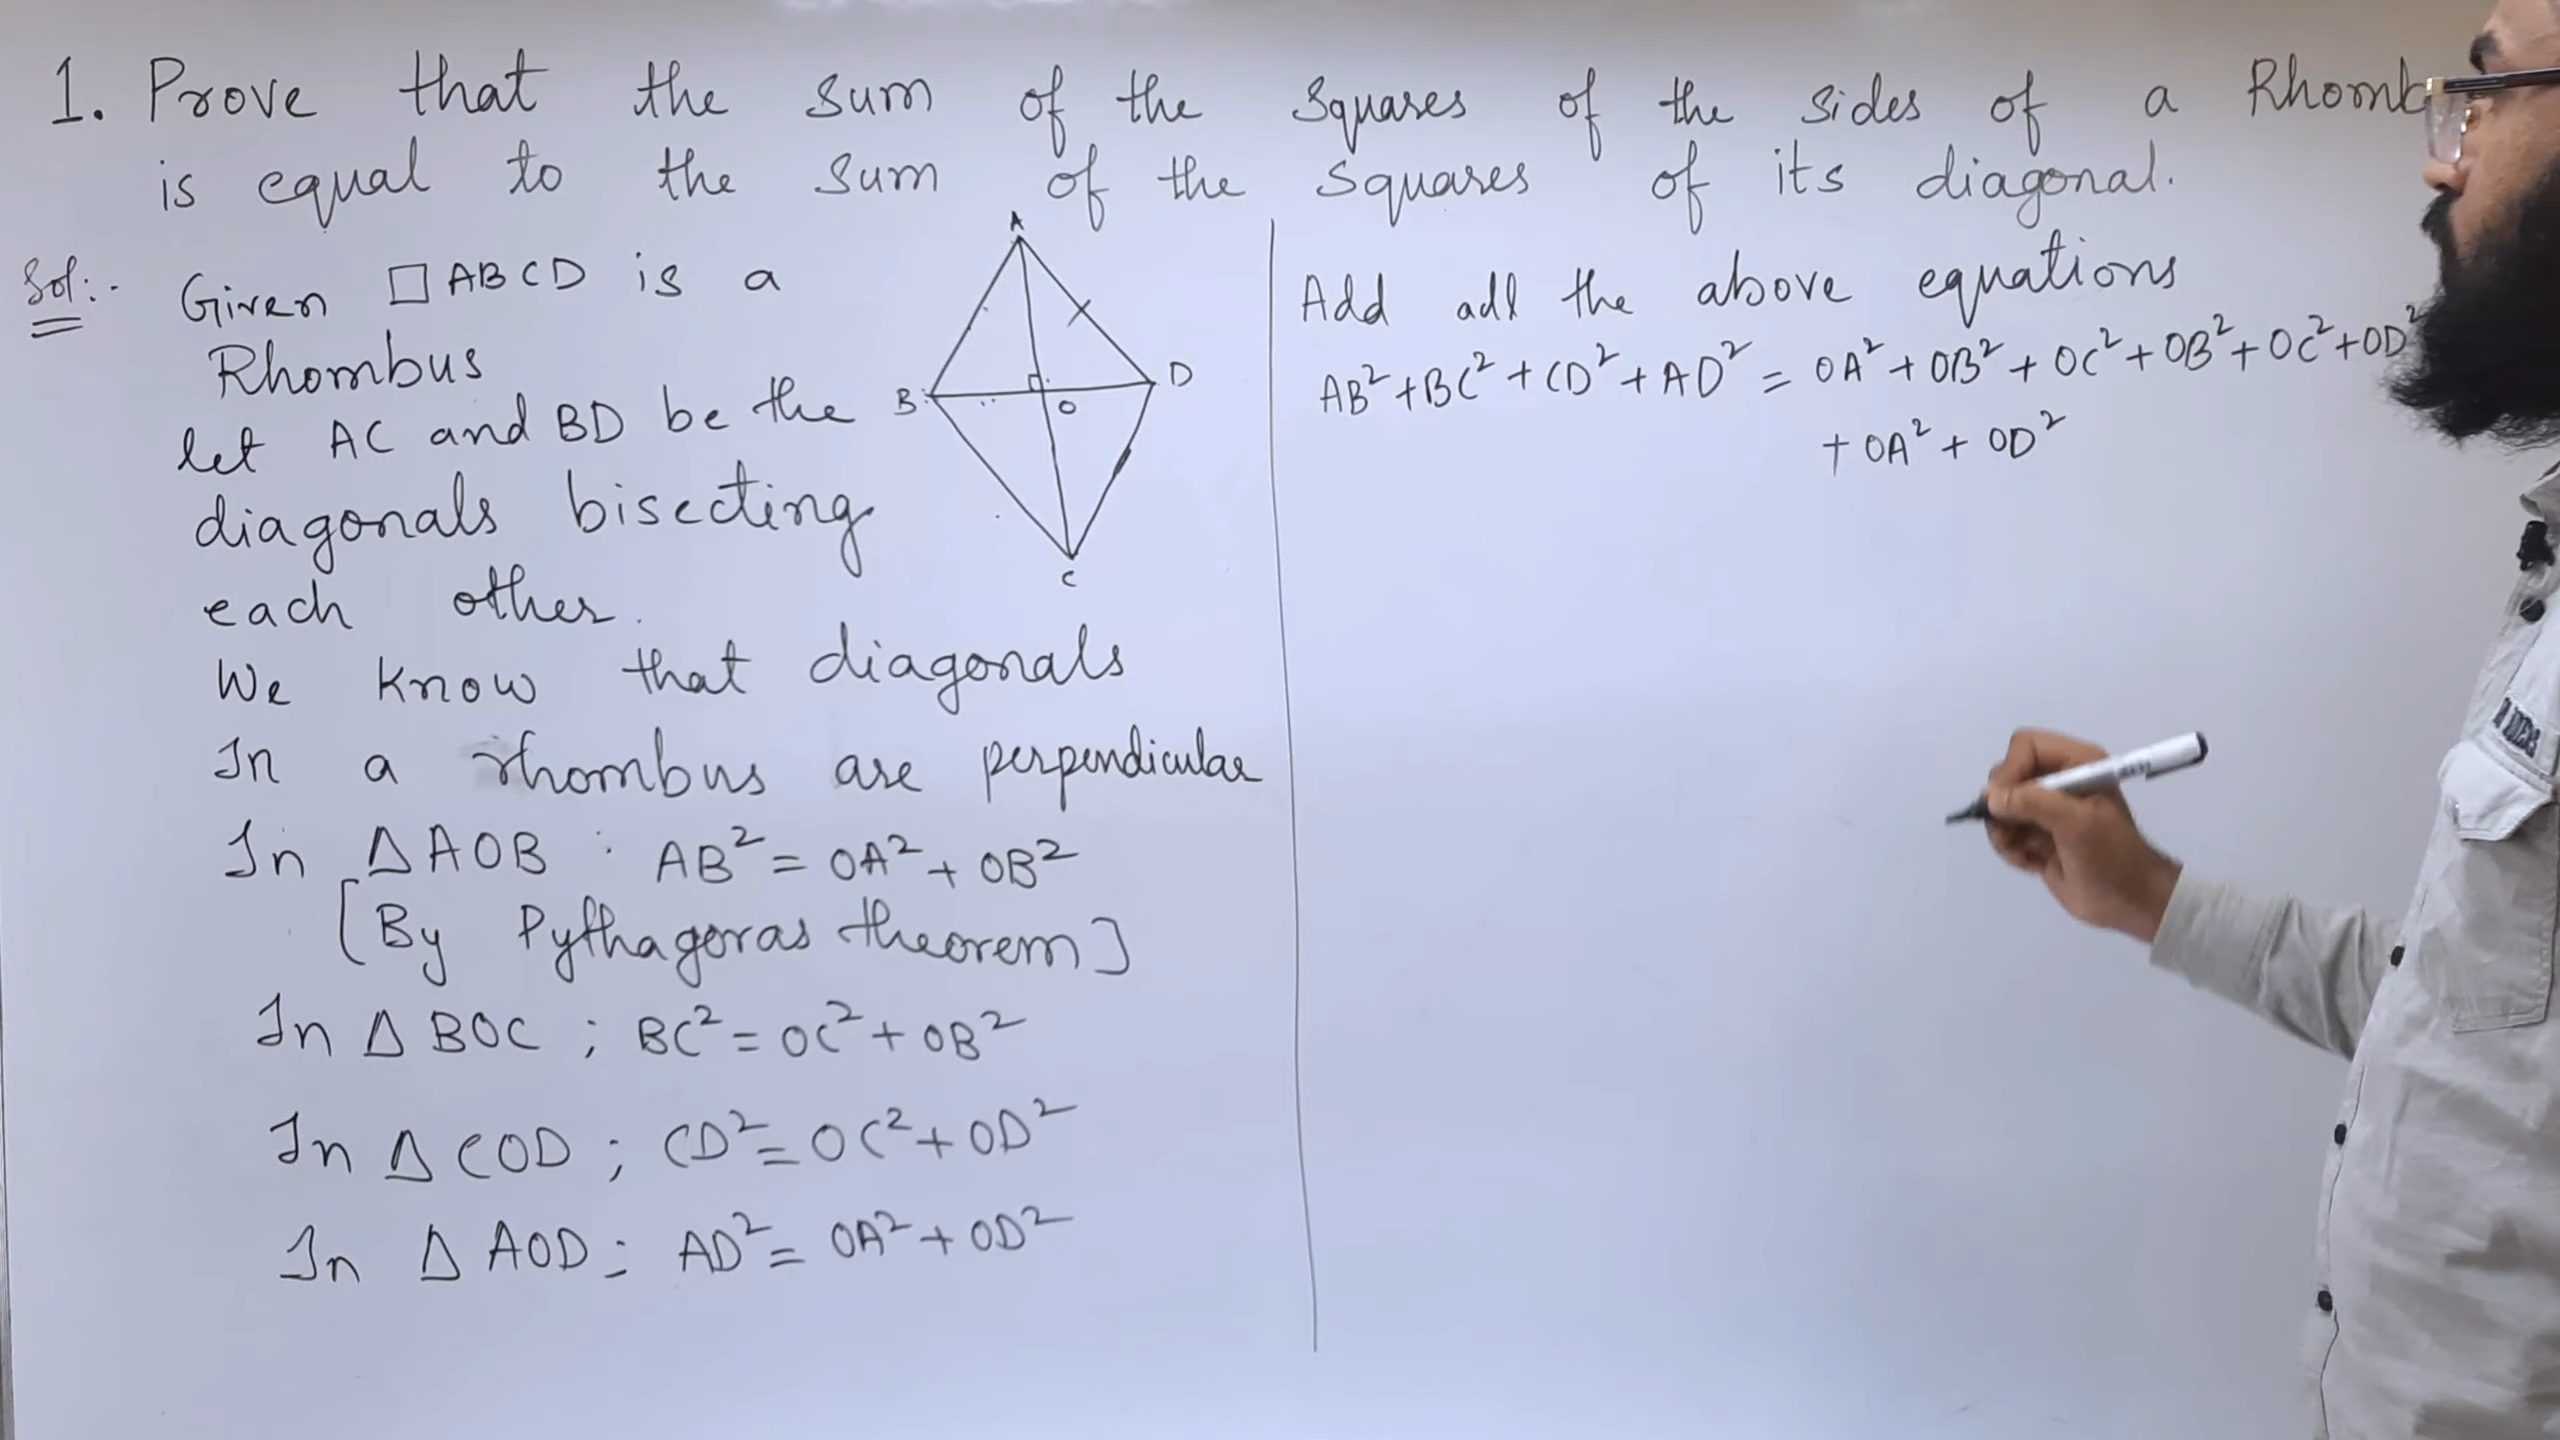 1. Prove that the sum of the squares of the sides of a Rhomb
is equal to the sum of the squares of its diagonal.
Sol:-
Given □ ABCD is a
Rhombus
let AC and BD be the
diagonals bisecting
each other.
We know that diagonals
In a rhombus are perpendicular
In Δ AOB : AB² = OA² + OB²
[By Pythagoras theorem]
In Δ BOC ; BC² = OC² + OB²
In Δ COD ; CD² = OC² + OD²
In Δ AOD : AD² = OA² + OD²
A
B
D
O
C
Add all the above equations
AB² + BC² + CD² + AD² = OA² + OB² + OC² + OB² + OC² + OD²
+ OA² + OD²